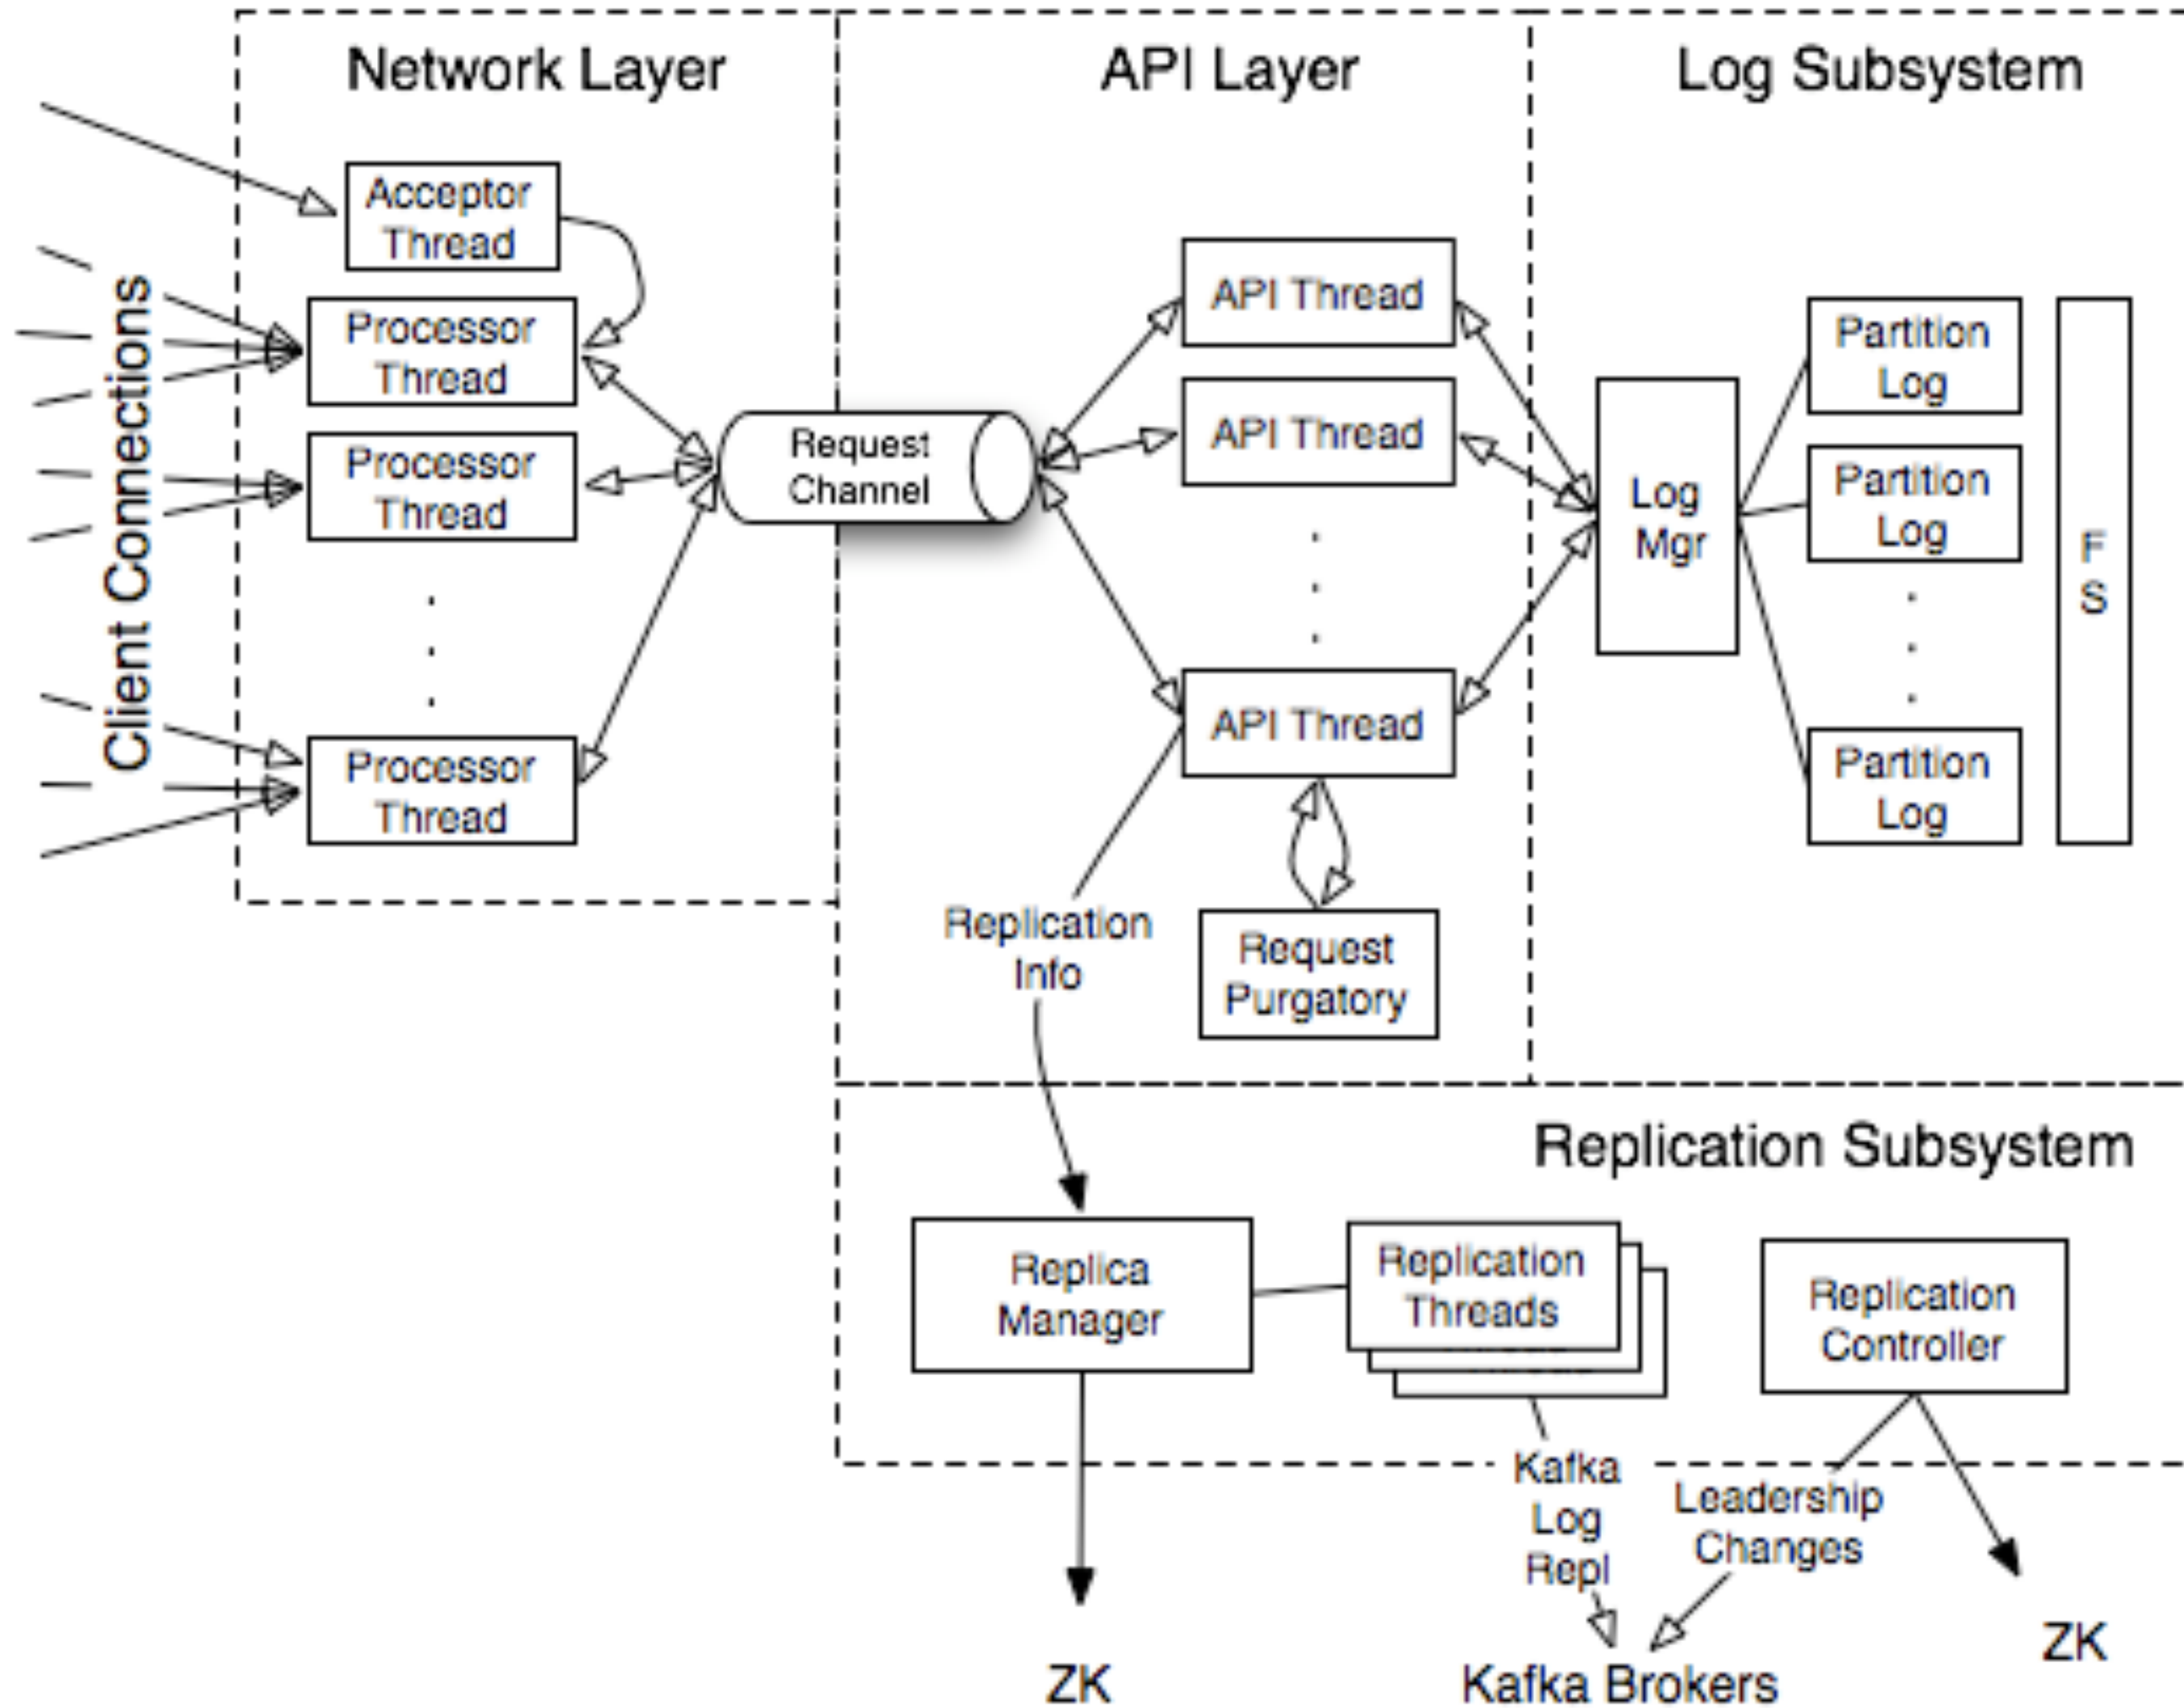 Network Layer
API Layer
Log Subsystem
Client Connections
Acceptor
Thread
Processor
Thread
Processor
Thread
.
.
.
Processor
Thread
Request
Channel
API Thread
API Thread
.
.
.
API Thread
Replication
Info
Request
Purgatory
Log
Mgr
Partition
Log
Partition
Log
.
.
.
Partition
Log
F
S
Replication Subsystem
Replica
Manager
Replication
Threads
Replication
Controller
Kafka
Log
Repl
Leadership
Changes
ZK
Kafka Brokers
ZK